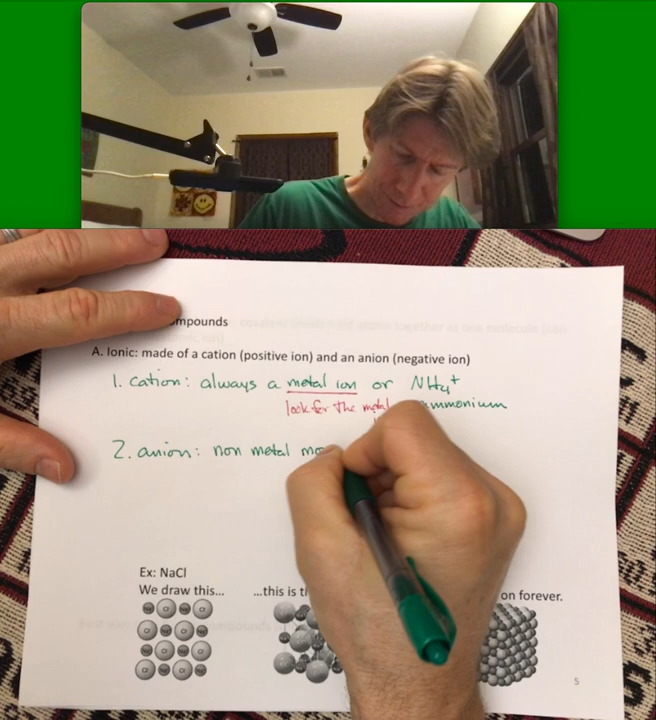 mpounds
A. Ionic: made of a cation (positive ion) and an anion (negative ion)
1. cation: always a metal ion or NH4+
look for the metal ammonium
2. anion: non metal mo
Ex: NaCl
We draw this... ...this is t on forever.
5